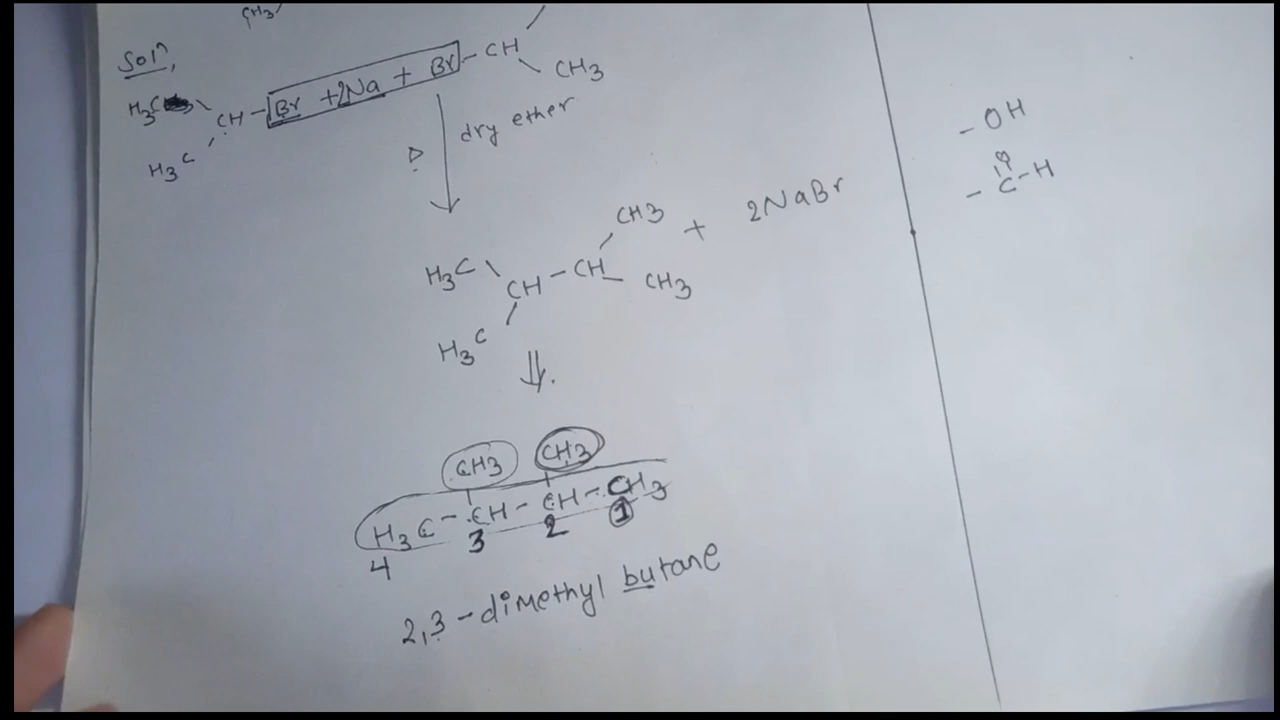 CH3
Solⁿ,
H3C
CH - Br + 2Na + Br - CH
CH3
H3C
Δ dry ether
CH3
H3C
CH - CH + 2NaBr
CH3
H3C
CH3 CH3
H3C - CH - CH - CH3
4 3 2 1
2,3-dimethyl butane
- OH
O
- C - H